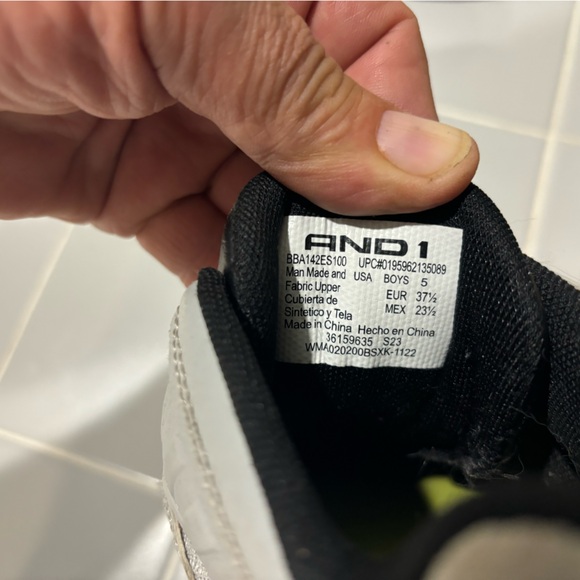 AND1
BBA142ES100 UPC#0195962135089
Man Made and USA BOYS 5
Fabric Upper EUR 37½
Cubierta de MEX 23½
Sintetico y Tela
Made in China Hecho en China
36159635 S23
WMA020200BSXK-1122